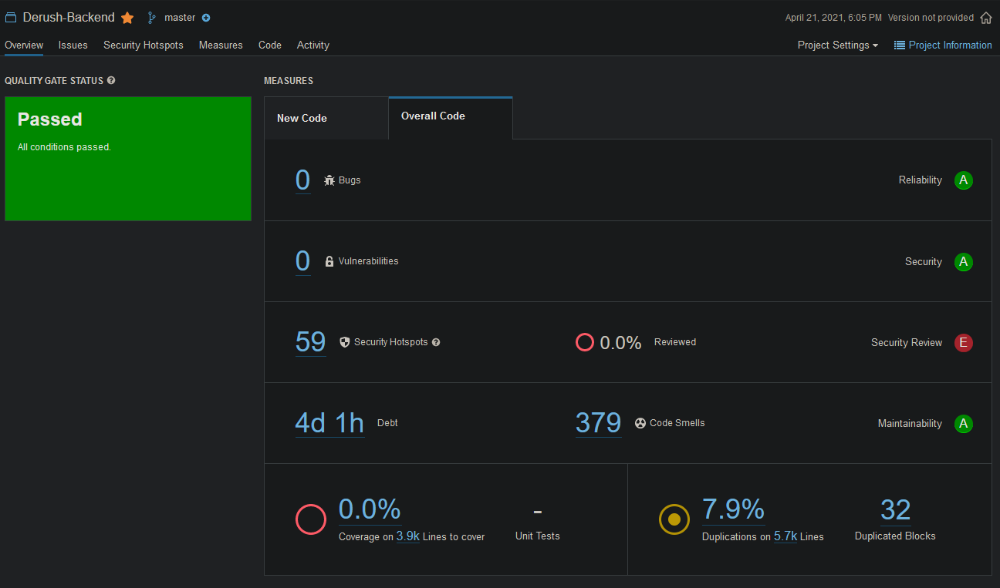 Derush-Backend master April 21, 2021, 6:05 PM Version not provided
Overview Issues Security Hotspots Measures Code Activity Project Settings Project Information
QUALITY GATE STATUS ?
Passed
All conditions passed.
MEASURES
New Code Overall Code
0 Bugs Reliability A
0 Vulnerabilities Security A
59 Security Hotspots ? 0.0% Reviewed Security Review E
4d 1h Debt 379 Code Smells Maintainability A
0.0% - 7.9% 32
Coverage on 3.9k Lines to cover Unit Tests Duplications on 5.7k Lines Duplicated Blocks